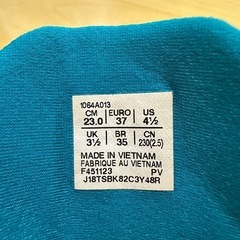 1064A013
CM EURO US
23.0 37 4½
UK BR CN
3½ 35 230(2.5)
MADE IN VIETNAM
FABRIQUE AU VIETNAM
F451123 PV
J18TSBK82C3Y48R